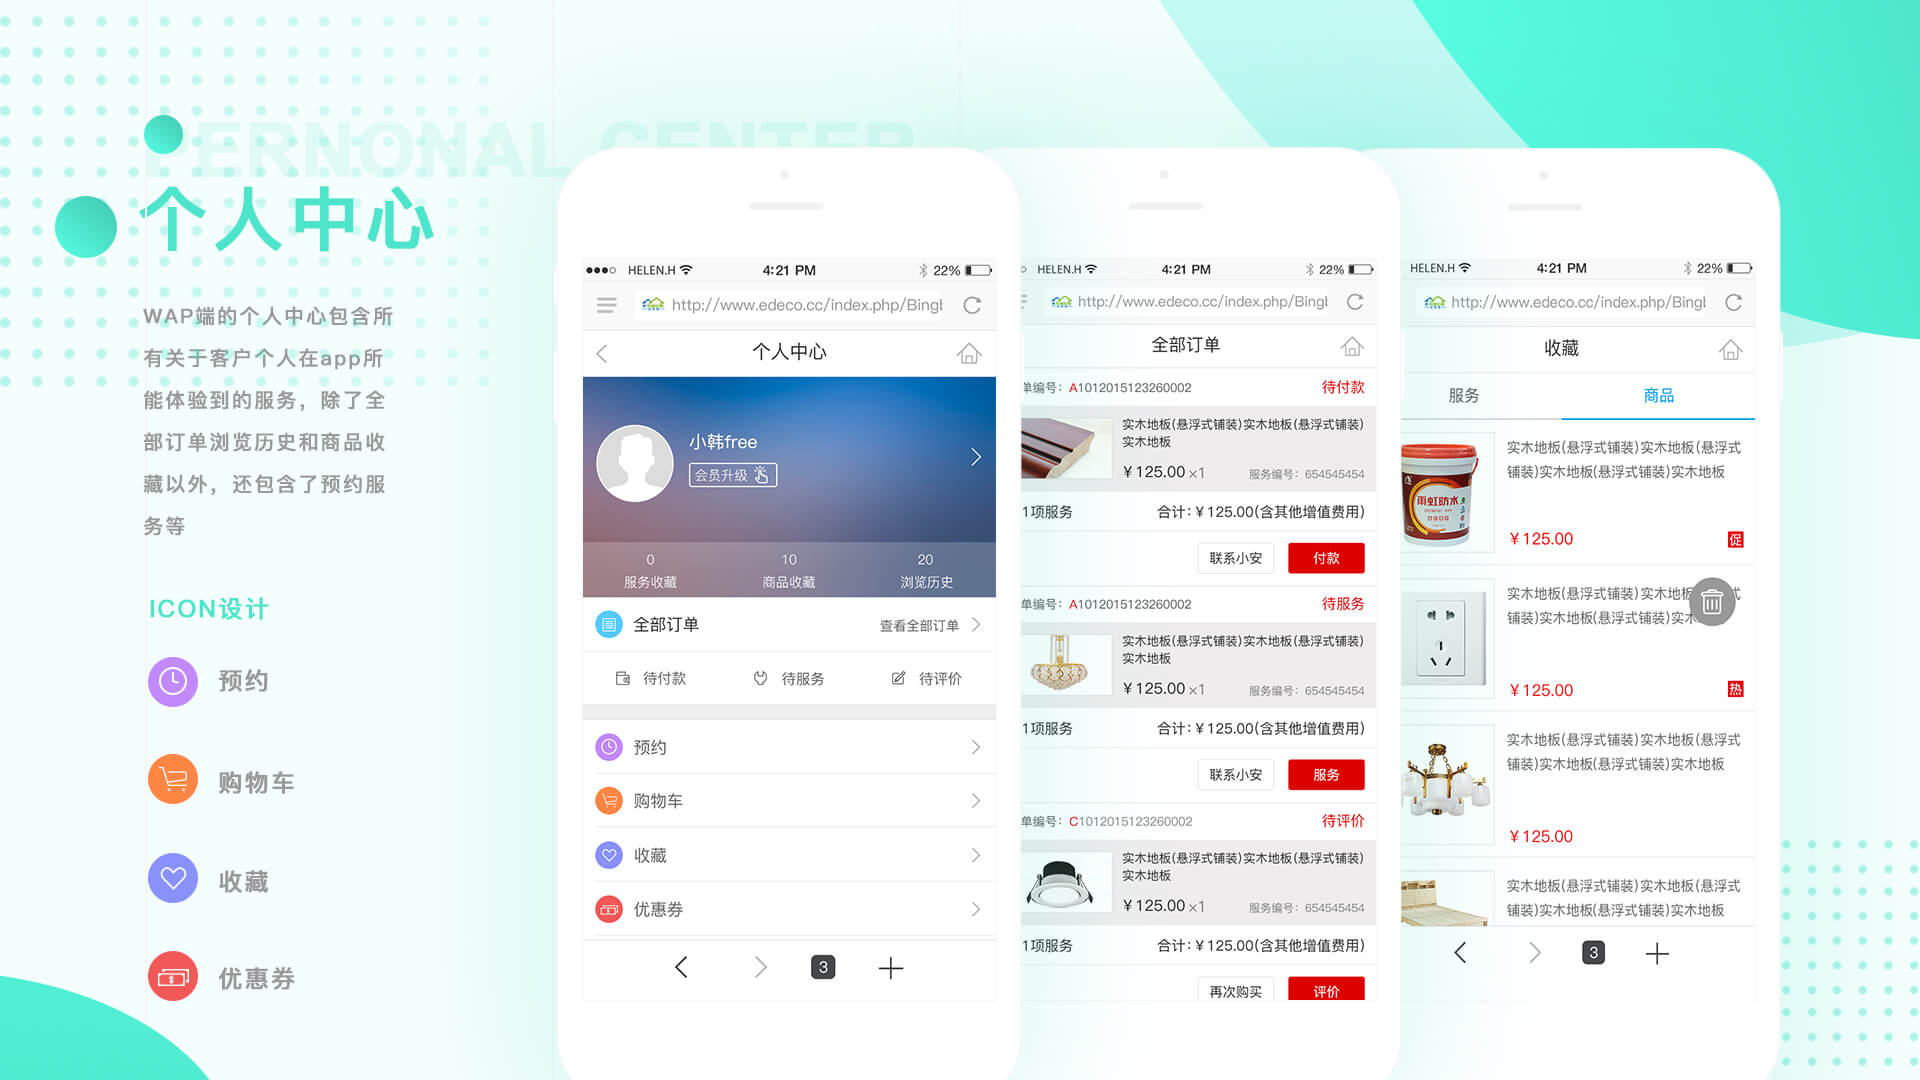 PERNONAL CENTER
个人中心
WAP端的个人中心包含所
有关于客户个人在app所
能体验到的服务，除了全
部订单浏览历史和商品收
藏以外，还包含了预约服
务等
ICON设计
预约
购物车
收藏
优惠券
HELEN.H 4:21 PM 22%
http://www.edeco.cc/index.php/Bingl
个人中心
小韩free
会员升级
0 10 20
服务收藏 商品收藏 浏览历史
全部订单 查看全部订单
待付款 待服务 待评价
预约
购物车
收藏
优惠券
3
HELEN.H 4:21 PM 22%
http://www.edeco.cc/index.php/Bingl
全部订单
单编号：A1012015123260002 待付款
实木地板(悬浮式铺装)实木地板(悬浮式铺装)
实木地板
￥125.00 ×1 服务编号：654545454
1项服务 合计:￥125.00(含其他增值费用)
联系小安 付款
单编号：A1012015123260002 待服务
实木地板(悬浮式铺装)实木地板(悬浮式铺装)
实木地板
￥125.00 ×1 服务编号：654545454
1项服务 合计:￥125.00(含其他增值费用)
联系小安 服务
单编号：C1012015123260002 待评价
实木地板(悬浮式铺装)实木地板(悬浮式铺装)
实木地板
￥125.00 ×1 服务编号：654545454
1项服务 合计:￥125.00(含其他增值费用)
再次购买 评价
HELEN.H 4:21 PM 22%
http://www.edeco.cc/index.php/Bingl
收藏
服务 商品
雨虹防水
实木地板(悬浮式铺装)实木地板(悬浮式
铺装)实木地板(悬浮式铺装)实木地板
￥125.00 促
实木地板(悬浮式铺装)实木地板(悬浮式
铺装)实木地板(悬浮式铺装)实木
￥125.00 热
实木地板(悬浮式铺装)实木地板(悬浮式
铺装)实木地板(悬浮式铺装)实木地板
￥125.00
实木地板(悬浮式铺装)实木地板(悬浮式
铺装)实木地板(悬浮式铺装)实木地板
3